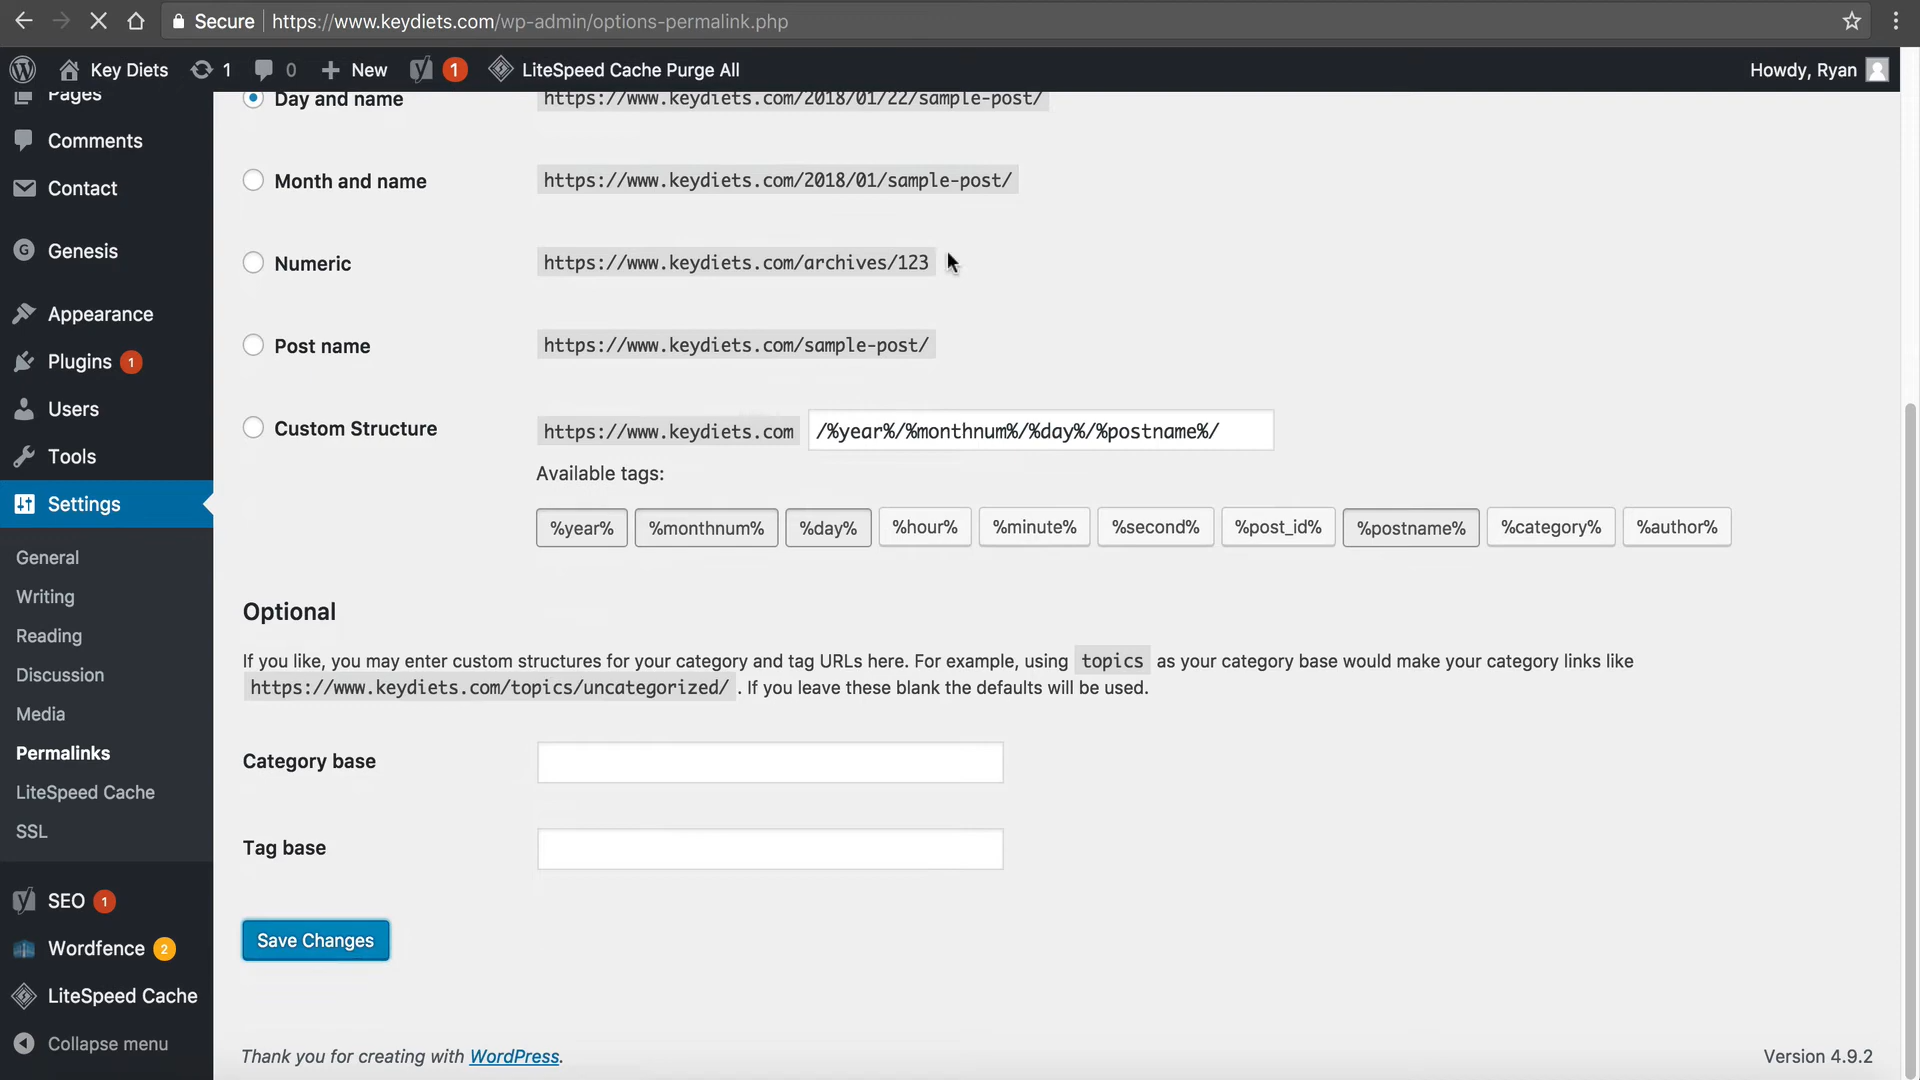 Secure https://www.keydiets.com/wp-admin/options-permalink.php
Key Diets 1 0 New 1 LiteSpeed Cache Purge All Howdy, Ryan
Pages
Comments
Contact
Genesis
Appearance
Plugins 1
Users
Tools
Settings
General
Writing
Reading
Discussion
Media
Permalinks
LiteSpeed Cache
SSL
SEO 1
Wordfence 2
LiteSpeed Cache
Collapse menu
Day and name https://www.keydiets.com/2018/01/22/sample-post/
Month and name https://www.keydiets.com/2018/01/sample-post/
Numeric https://www.keydiets.com/archives/123
Post name https://www.keydiets.com/sample-post/
Custom Structure https://www.keydiets.com /%year%/%monthnum%/%day%/%postname%/
Available tags:
%year% %monthnum% %day% %hour% %minute% %second% %post_id% %postname% %category% %author%
Optional
If you like, you may enter custom structures for your category and tag URLs here. For example, using topics as your category base would make your category links like
https://www.keydiets.com/topics/uncategorized/ . If you leave these blank the defaults will be used.
Category base
Tag base
Save Changes
Thank you for creating with WordPress. Version 4.9.2